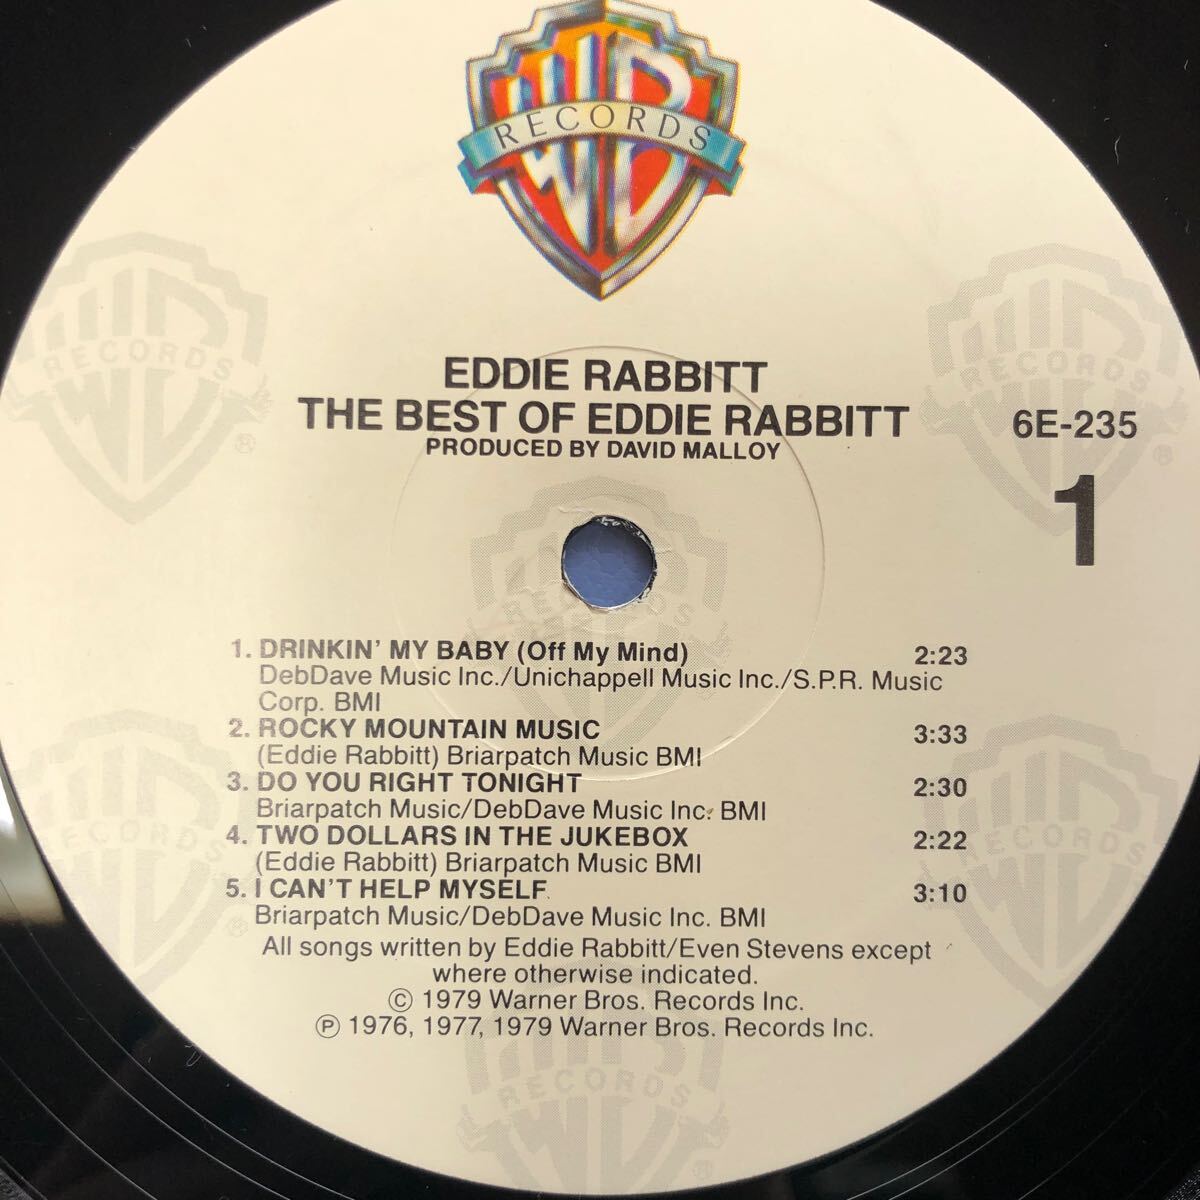 WB
RECORDS
EDDIE RABBITT
THE BEST OF EDDIE RABBITT
PRODUCED BY DAVID MALLOY
6E-235
1
1. DRINKIN' MY BABY (Off My Mind) 2:23
DebDave Music Inc./Unichappell Music Inc./S.P.R. Music
Corp. BMI
2. ROCKY MOUNTAIN MUSIC 3:33
(Eddie Rabbitt) Briarpatch Music BMI
3. DO YOU RIGHT TONIGHT 2:30
Briarpatch Music/DebDave Music Inc. BMI
4. TWO DOLLARS IN THE JUKEBOX 2:22
(Eddie Rabbitt) Briarpatch Music BMI
5. I CAN'T HELP MYSELF 3:10
Briarpatch Music/DebDave Music Inc. BMI
All songs written by Eddie Rabbitt/Even Stevens except
where otherwise indicated.
© 1979 Warner Bros. Records Inc.
℗ 1976, 1977, 1979 Warner Bros. Records Inc.